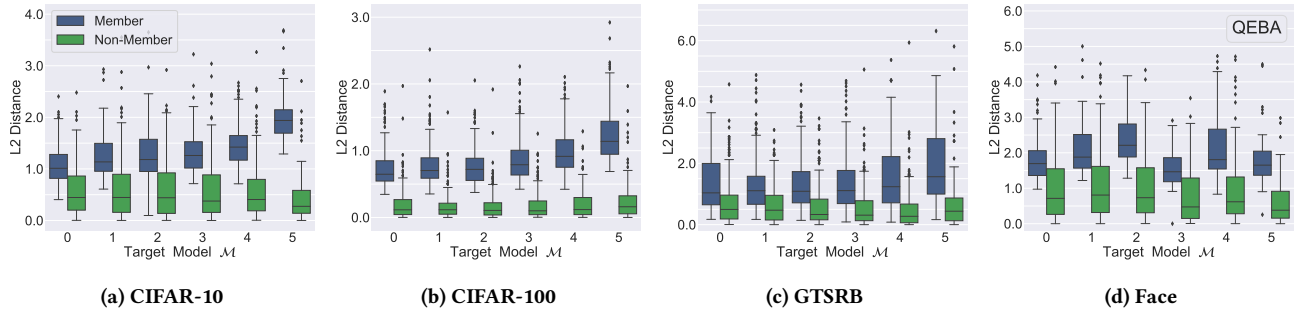 4.0
3.0
2.0
1.0
0.0
L2 Distance
Member
Non-Member
0 1 2 3 4 5
Target Model ℳ
(a) CIFAR-10
3.0
2.0
1.0
0.0
L2 Distance
0 1 2 3 4 5
Target Model ℳ
(b) CIFAR-100
6.0
4.0
2.0
0.0
L2 Distance
0 1 2 3 4 5
Target Model ℳ
(c) GTSRB
6.0
5.0
4.0
3.0
2.0
1.0
0.0
L2 Distance
QEBA
0 1 2 3 4 5
Target Model ℳ
(d) Face